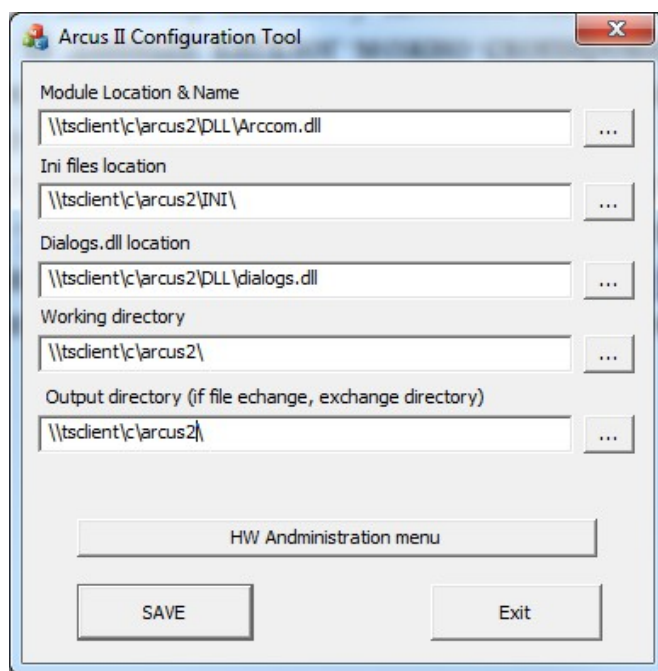 Arcus II Configuration Tool
Module Location & Name
\\tsclient\c\arcus2\DLL\Arccom.dll
...
Ini files location
\\tsclient\c\arcus2\INI\
...
Dialogs.dll location
\\tsclient\c\arcus2\DLL\dialogs.dll
...
Working directory
\\tsclient\c\arcus2\
...
Output directory (if file echange, exchange directory)
\\tsclient\c\arcus2\
...
HW Andministration menu
SAVE
Exit